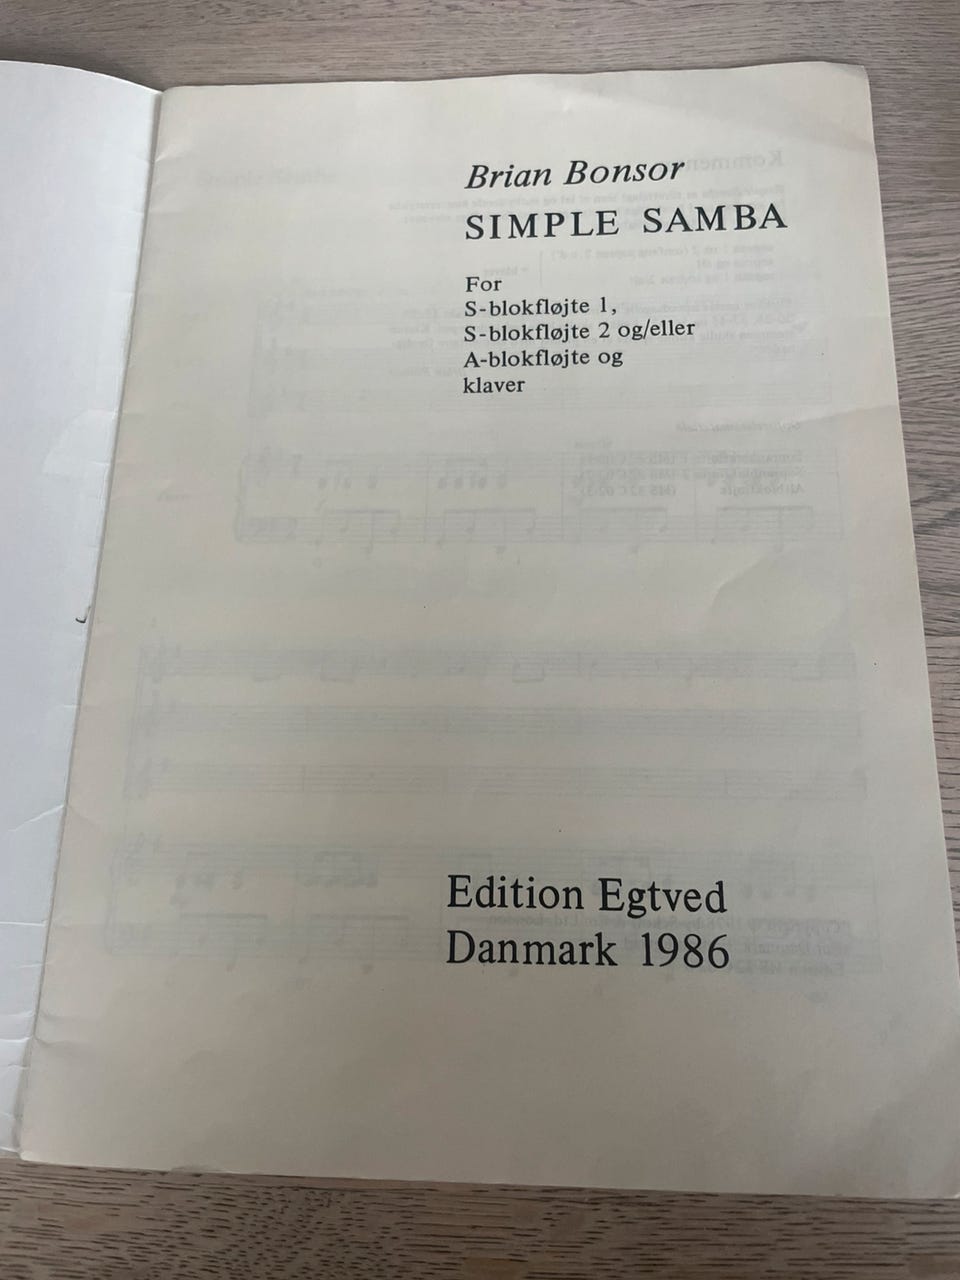 Brian Bonsor
SIMPLE SAMBA
For
S-blokfløjte 1,
S-blokfløjte 2 og/eller
A-blokfløjte og
klaver
Edition Egtved
Danmark 1986